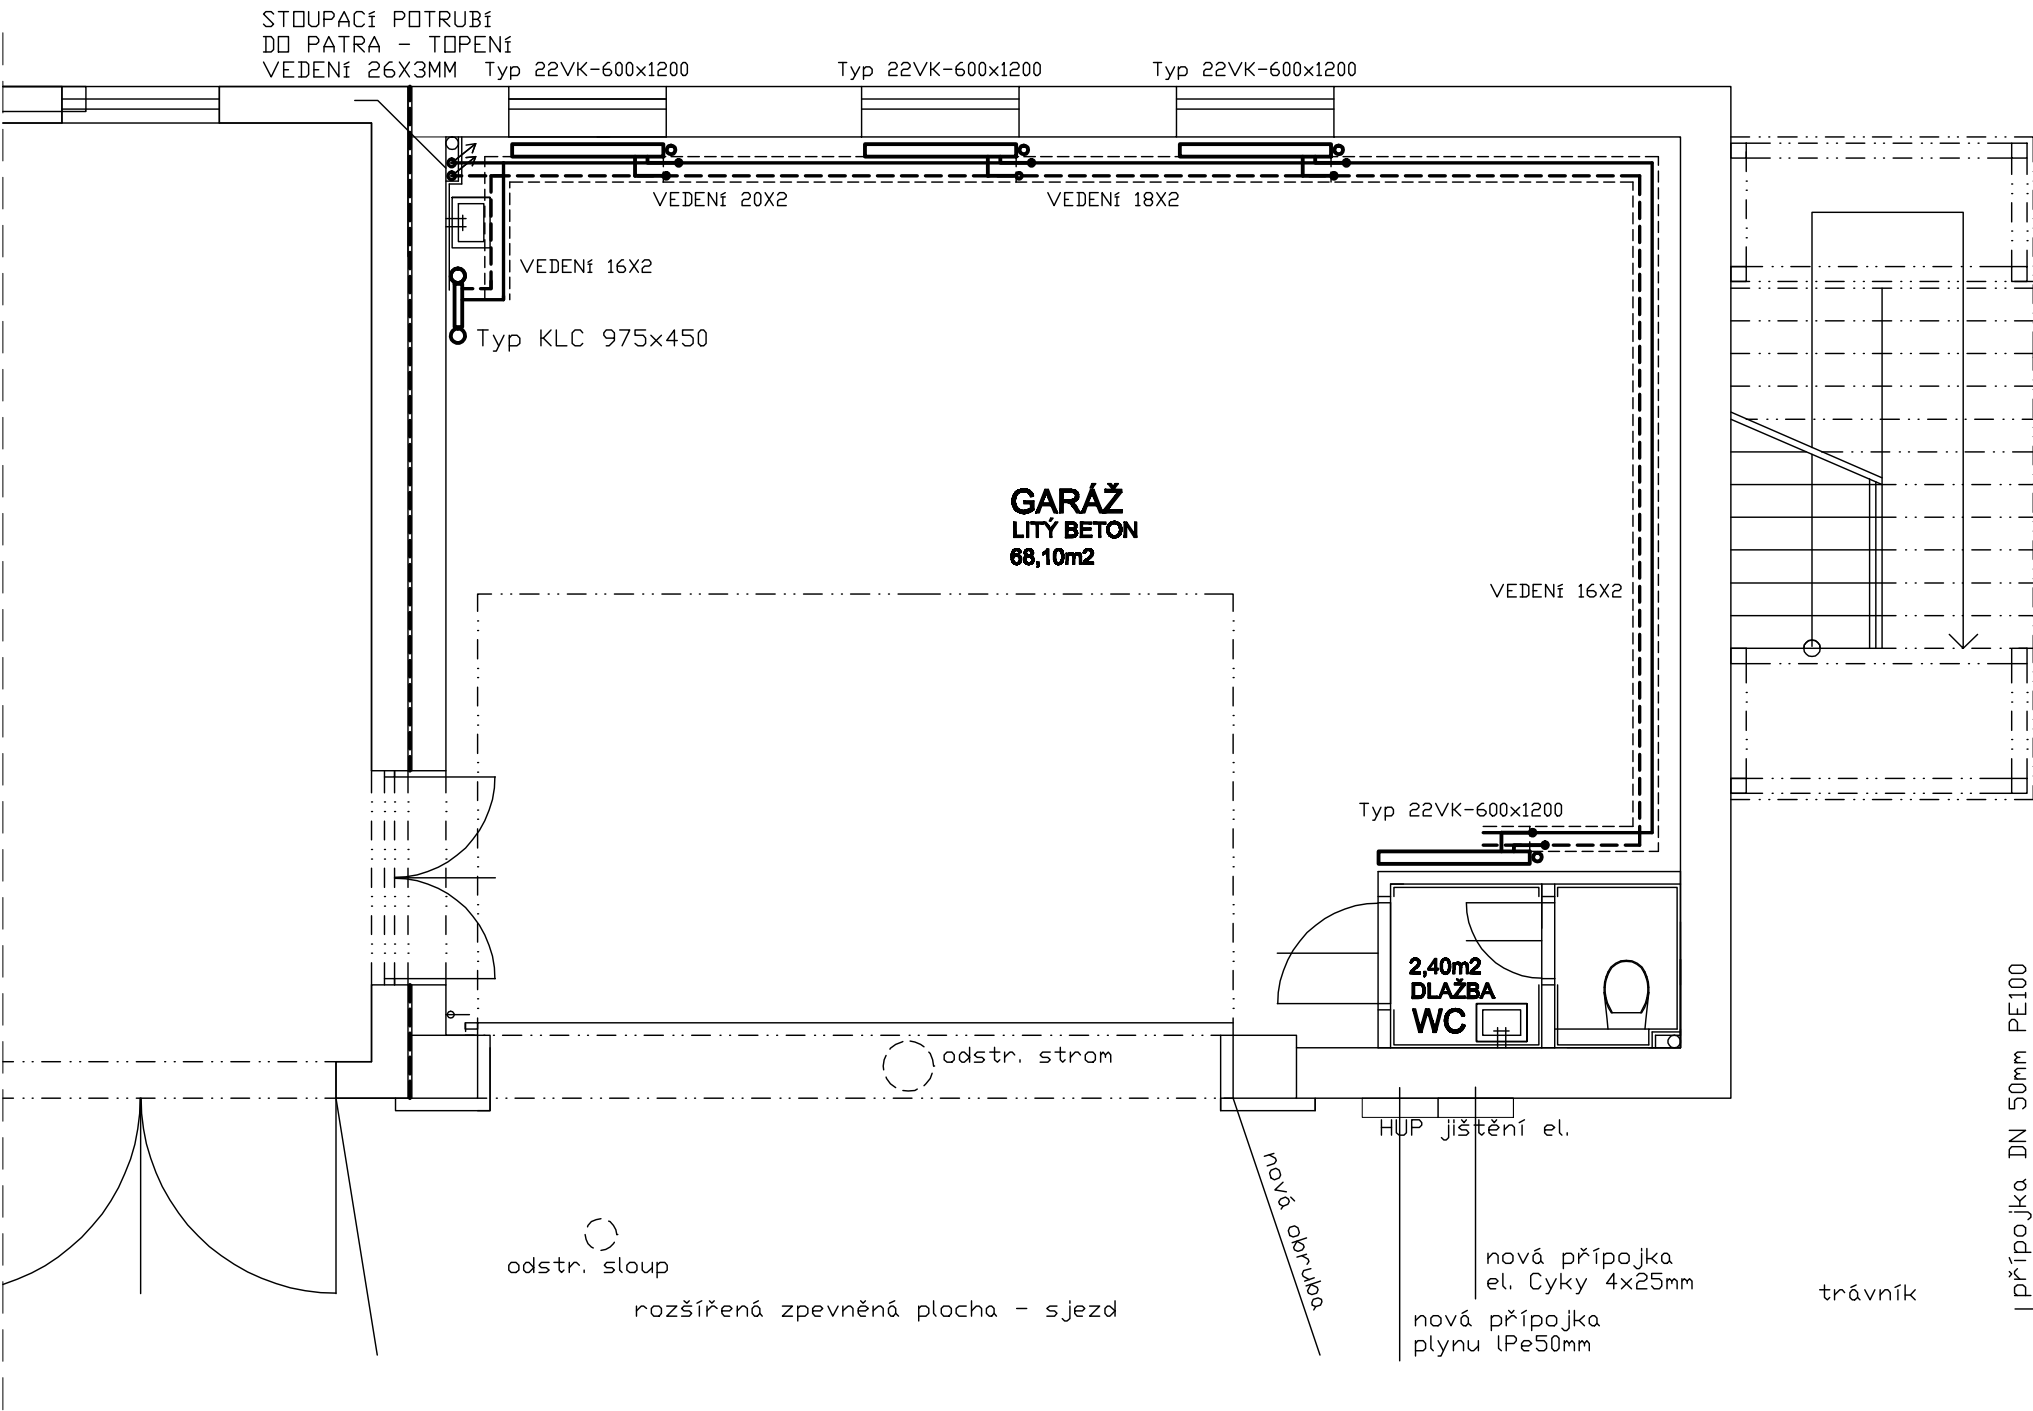 STOUPACÍ POTRUBÍ
DO PATRA - TOPENÍ
VEDENÍ 26X3MM
Typ 22VK-600x1200
Typ 22VK-600x1200
Typ 22VK-600x1200
VEDENÍ 20X2
VEDENÍ 18X2
VEDENÍ 16X2
Typ KLC 975x450
GARÁŽ
LITÝ BETON
68,10m2
VEDENÍ 16X2
Typ 22VK-600x1200
2,40m2
DLAŽBA
WC
odstr. strom
HUP jištění el.
nová obruba
odstr. sloup
rozšířená zpevněná plocha - sjezd
nová přípojka
el. Cyky 4x25mm
nová přípojka
plynu lPe50mm
trávník
přípojka DN 50mm PE100